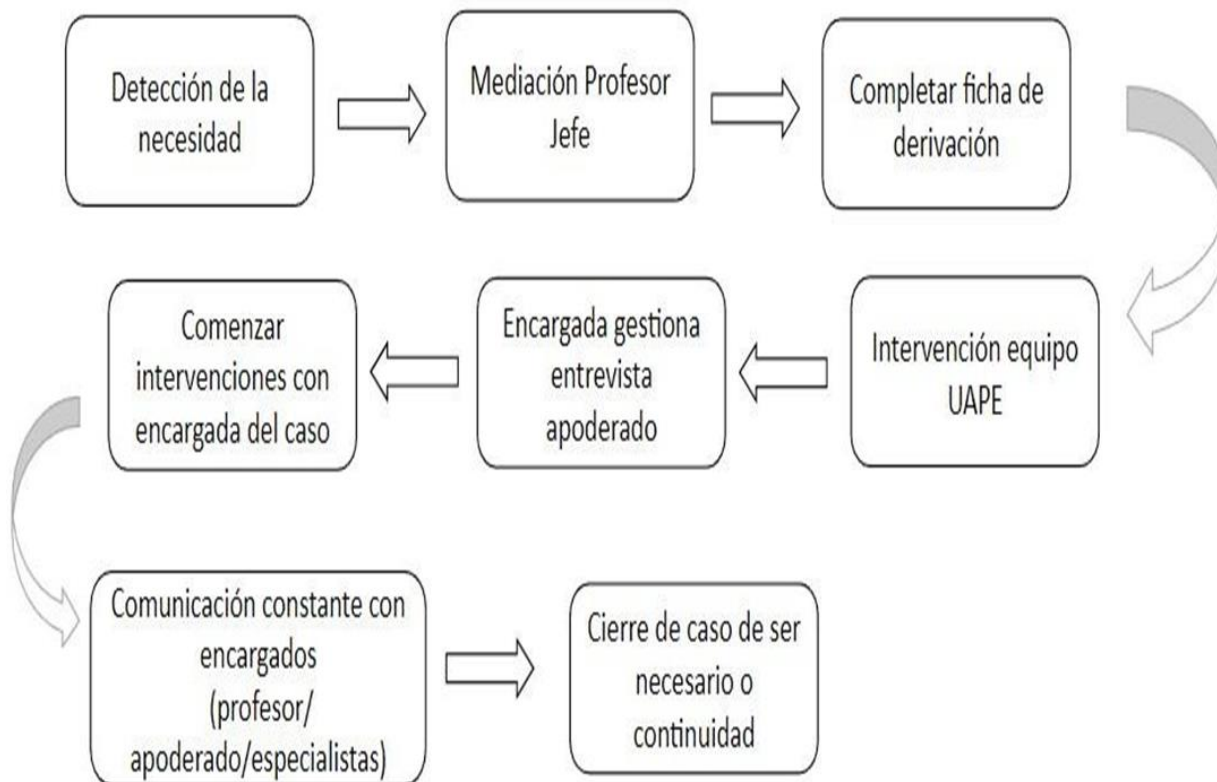 Detección de la
necesidad
Mediación Profesor
Jefe
Completar ficha de
derivación
Intervención equipo
UAPE
Encargada gestiona
entrevista
apoderado
Comenzar
intervenciones con
encargada del caso
Comunicación constante con
encargados
(profesor/
apoderado/especialistas)
Cierre de caso de ser
necesario o
continuidad